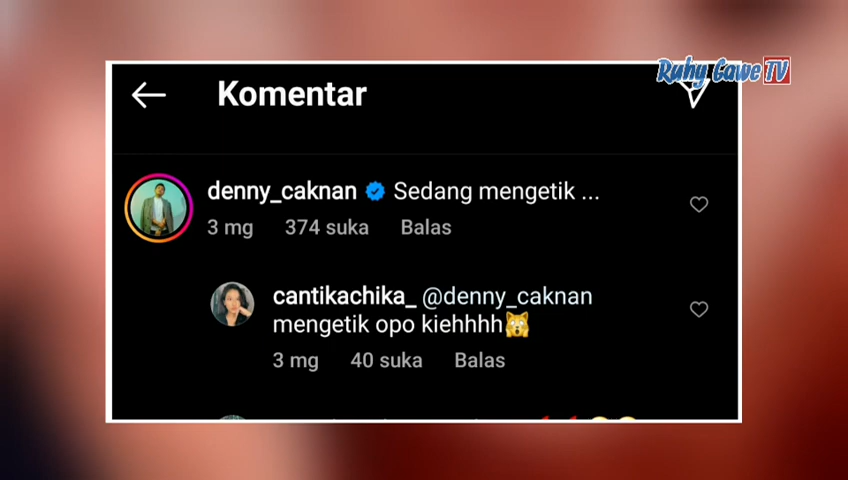 Ruhy Gawe TV
Komentar
denny_caknan Sedang mengetik ...
3 mg 374 suka Balas
cantikachika_ @denny_caknan
mengetik opo kiehhhh🙀
3 mg 40 suka Balas